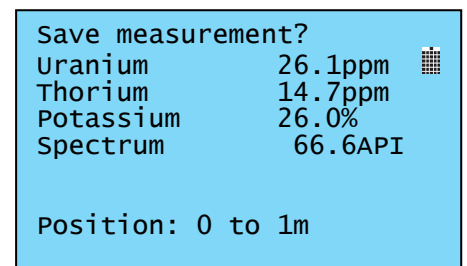 Save measurement?
Uranium 26.1ppm
Thorium 14.7ppm
Potassium 26.0%
Spectrum 66.6API
Position: 0 to 1m